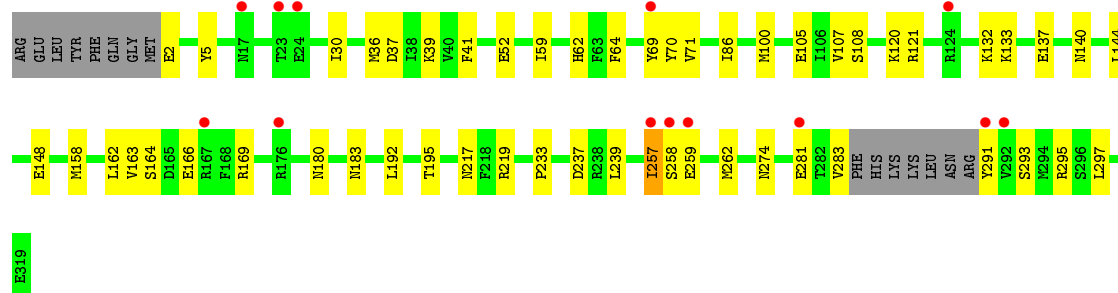 ARG GLU LEU TYR PHE GLN GLY MET E2 Y5 N17 T23 E24 I30 M36 D37 I38 K39 V40 F41 E52 I59 H62 F63 F64 Y69 Y70 V71 I86 M100 E105 I106 V107 S108 K120 R121 R124 K132 K133 E137 N140 L144
E148 M158 L162 V163 S164 D165 E166 R167 F168 R169 R176 N180 N183 L192 T195 N217 F218 R219 P233 D237 R238 L239 I257 S258 E259 M262 N274 E281 T282 V283 PHE HIS LYS LYS LEU ASN ARG Y291 V292 S293 M294 R295 S296 L297
E319